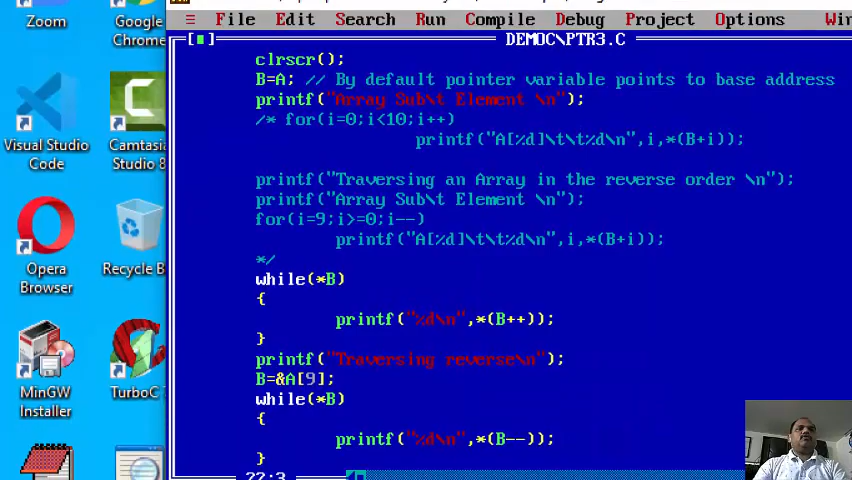 Zoom
Google
Chrome
Visual Studio
Code
Camtasia
Studio 8
Opera
Browser
Recycle B
MinGW
Installer
TurboC
≡ File Edit Search Run Compile Debug Project Options Win
[■] DEMOC\PTR3.C
clrscr();
B=A; // By default pointer variable points to base address
printf("Array Sub\t Element \n");
/* for(i=0;i<10;i++)
printf("A[%d]\t\t%d\n",i,*(B+i));
printf("Traversing an Array in the reverse order \n");
printf("Array Sub\t Element \n");
for(i=9;i>=0;i--)
printf("A[%d]\t\t%d\n",i,*(B+i));
*/
while(*B)
{
printf("%d\n",*(B++));
}
printf("Traversing reverse\n");
B=&A[9];
while(*B)
{
printf("%d\n",*(B--));
}
22:3